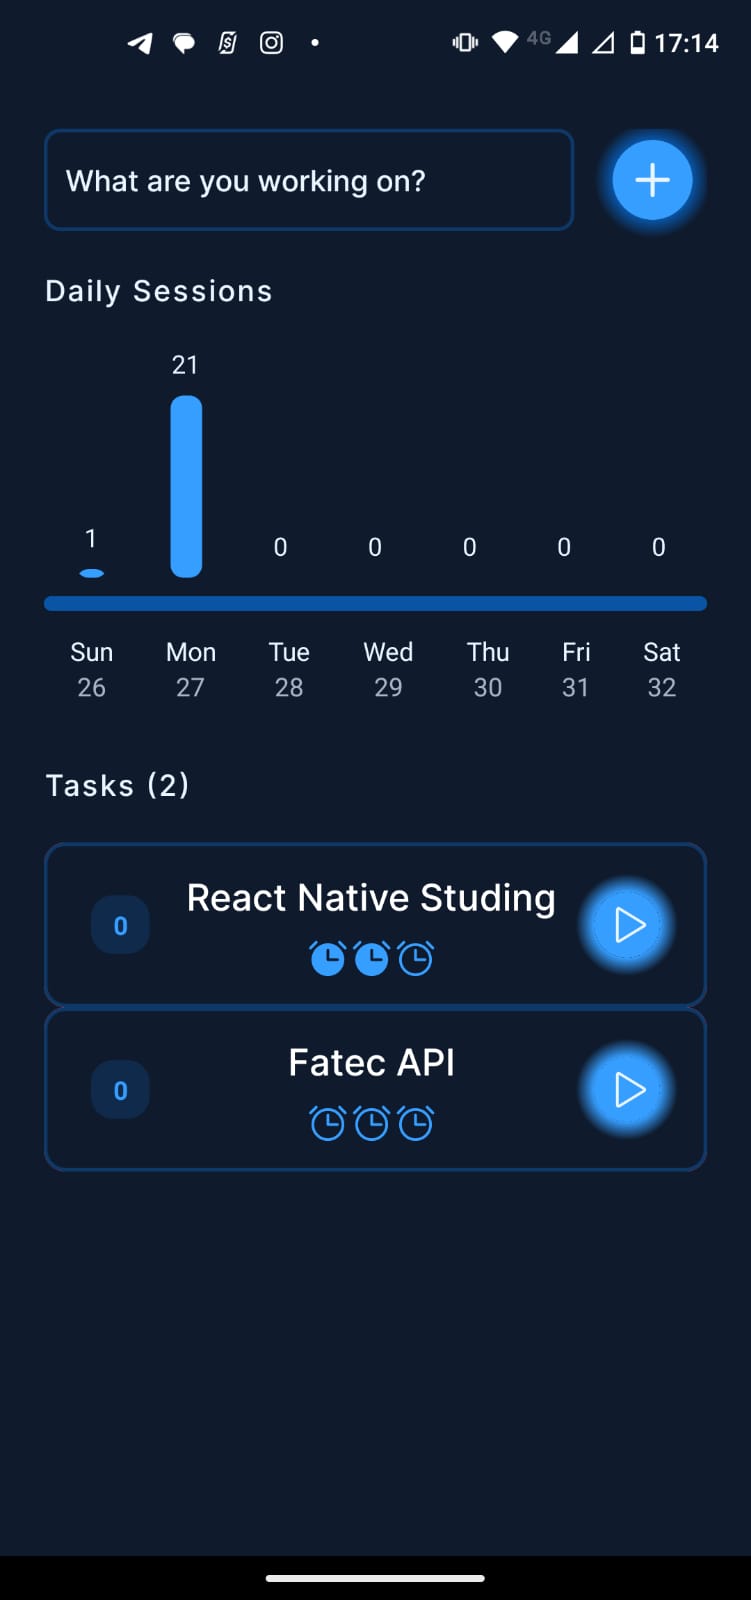 4G 17:14
What are you working on?
Daily Sessions
21
1 0 0 0 0 0
Sun Mon Tue Wed Thu Fri Sat
26 27 28 29 30 31 32
Tasks (2)
React Native Studing
0
Fatec API
0